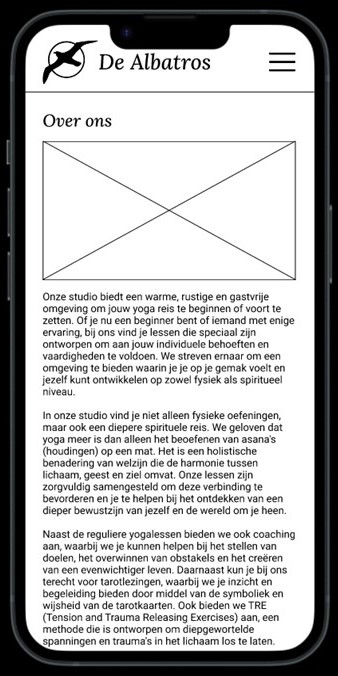 De Albatros
Over ons
Onze studio biedt een warme, rustige en gastvrije
omgeving om jouw yoga reis te beginnen of voort te
zetten. Of je nu een beginner bent of iemand met enige
ervaring, bij ons vind je lessen die speciaal zijn
ontworpen om aan jouw individuele behoeften en
vaardigheden te voldoen. We streven ernaar om een
omgeving te bieden waarin je je op je gemak voelt en
jezelf kunt ontwikkelen op zowel fysiek als spiritueel
niveau.
In onze studio vind je niet alleen fysieke oefeningen,
maar ook een diepere spirituele reis. We geloven dat
yoga meer is dan alleen het beoefenen van asana's
(houdingen) op een mat. Het is een holistische
benadering van welzijn die de harmonie tussen
lichaam, geest en ziel omvat. Onze lessen zijn
zorgvuldig samengesteld om deze verbinding te
bevorderen en je te helpen bij het ontdekken van een
dieper bewustzijn van jezelf en de wereld om je heen.
Naast de reguliere yogalessen bieden we ook coaching
aan, waarbij we je kunnen helpen bij het stellen van
doelen, het overwinnen van obstakels en het creëren
van een evenwichtiger leven. Daarnaast kun je bij ons
terecht voor tarotlezingen, waarbij we je inzicht en
begeleiding bieden door middel van de symboliek en
wijsheid van de tarotkaarten. Ook bieden we TRE
(Tension and Trauma Releasing Exercises) aan, een
methode die is ontworpen om diepgewortelde
spanningen en trauma's in het lichaam los te laten.